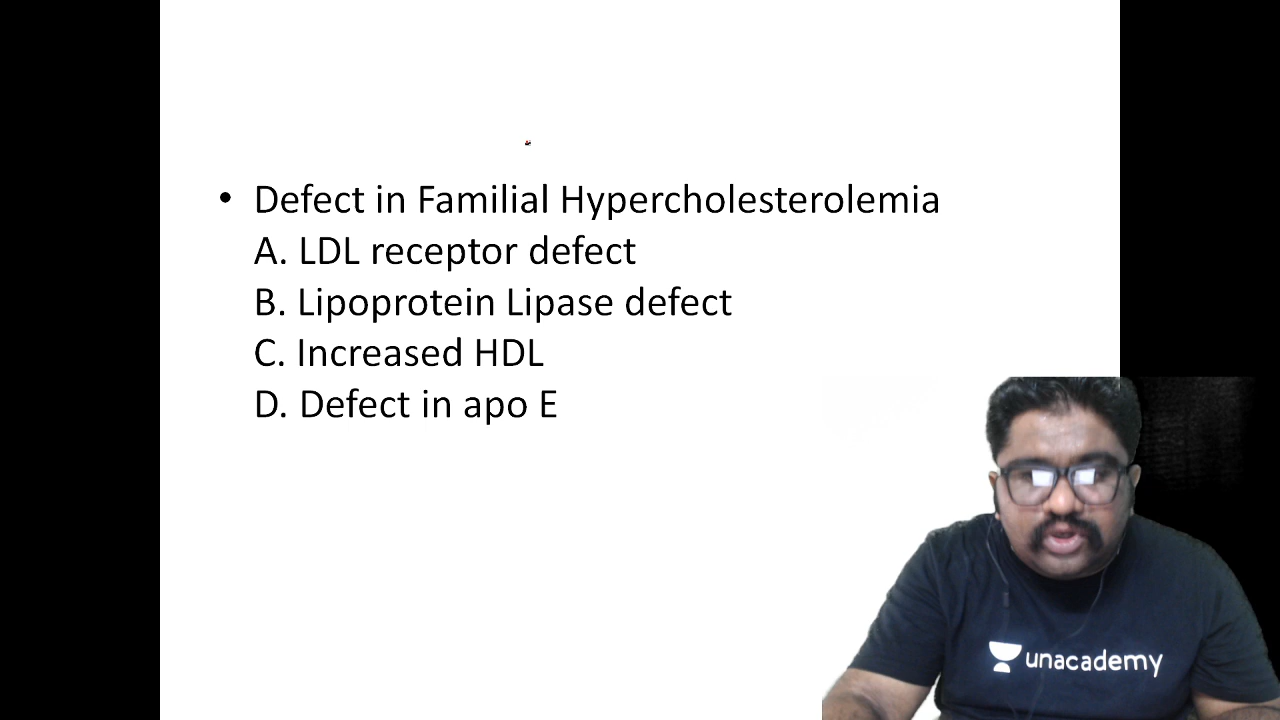 • Defect in Familial Hypercholesterolemia
A. LDL receptor defect
B. Lipoprotein Lipase defect
C. Increased HDL
D. Defect in apo E
unacademy